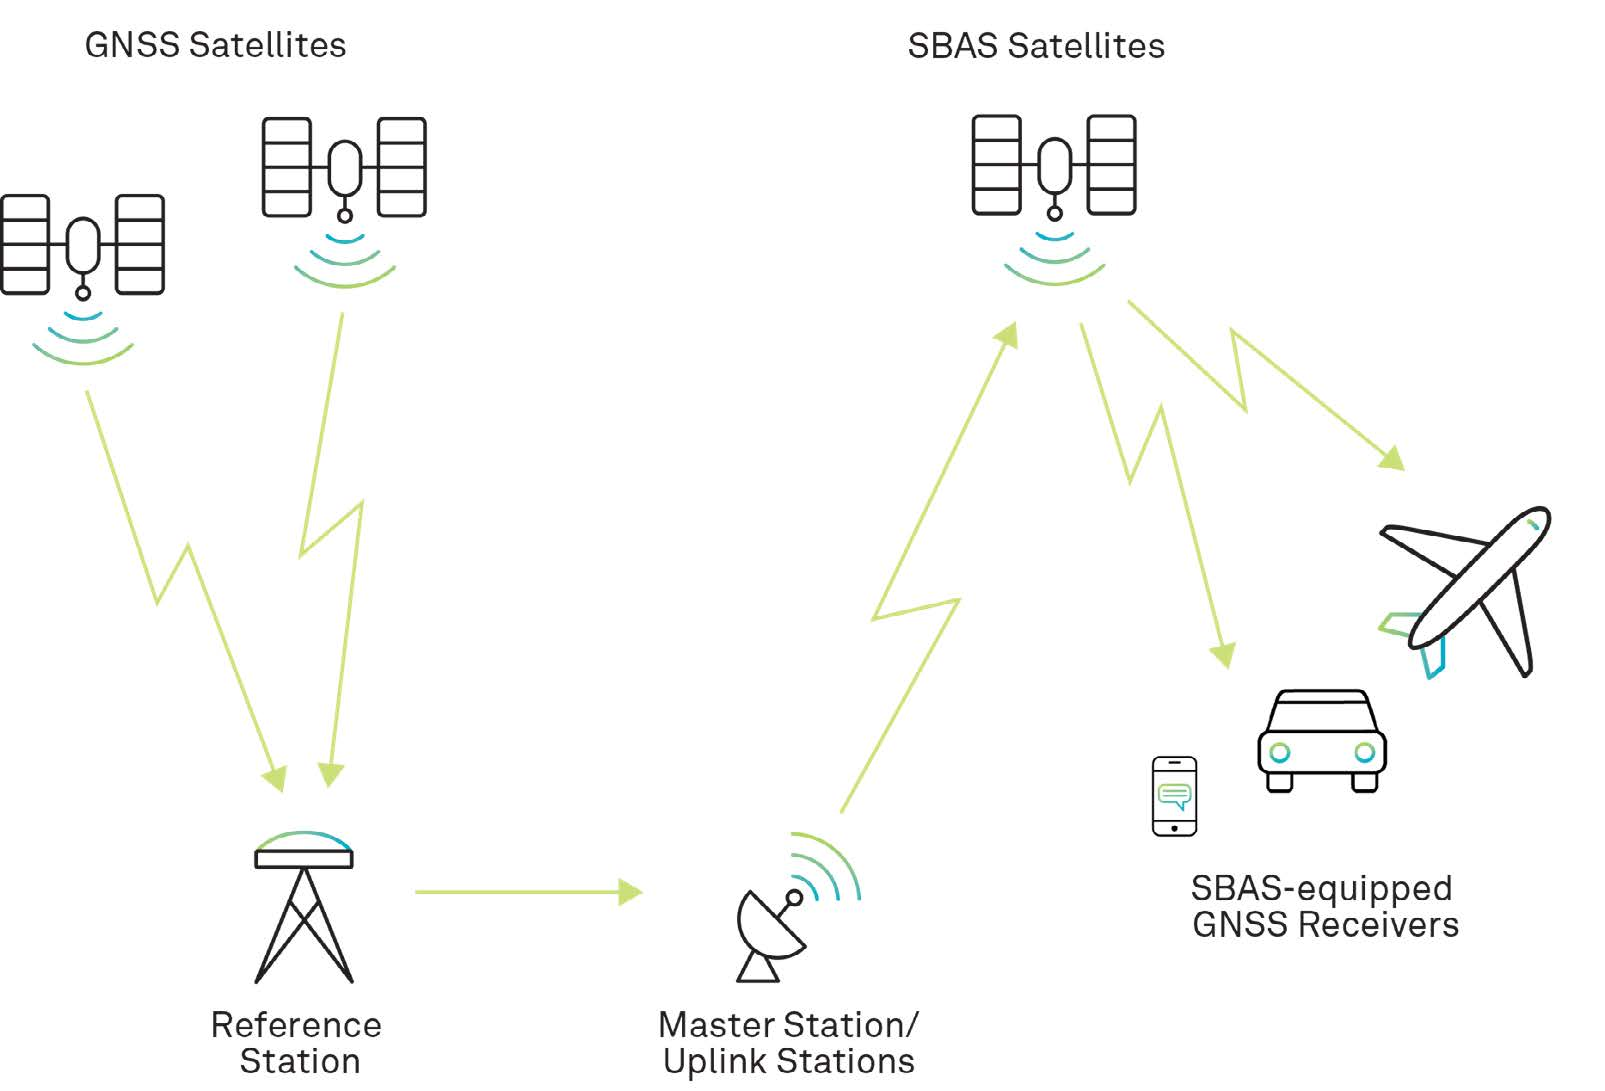 GNSS Satellites
SBAS Satellites
SBAS-equipped
GNSS Receivers
Reference
Station
Master Station/
Uplink Stations